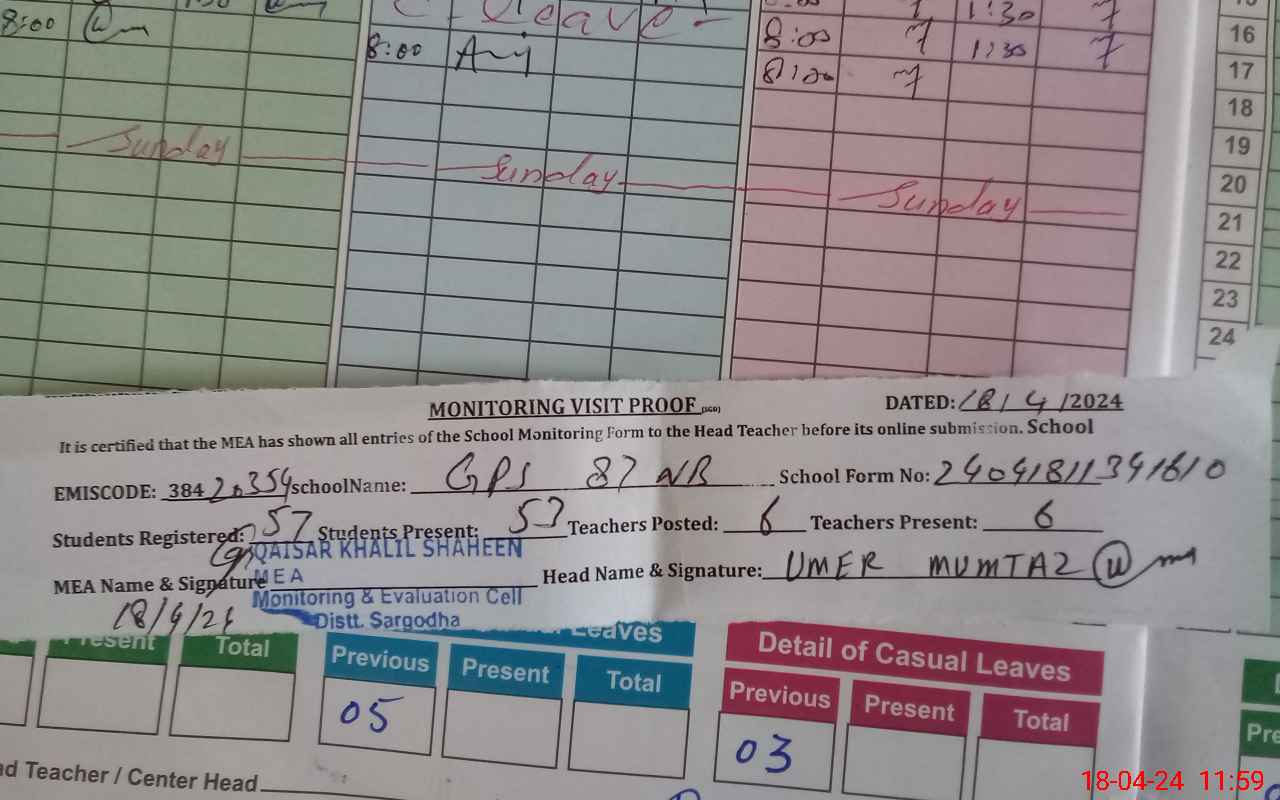 8:00
C. Leave
1:30
8:00 1:30
16
8:00
17
18
Sunday
19
Sunday
20
Sunday
21
22
23
24
MONITORING VISIT PROOF (SGD) DATED: 18/4/2024
It is certified that the MEA has shown all entries of the School Monitoring Form to the Head Teacher before its online submission. School
EMISCODE: 38420354 schoolName: GPS 87 NB School Form No: 24041811341610
Students Registered: 57 Students Present: 53 Teachers Posted: 6 Teachers Present: 6
QAISAR KHALIL SHAHEEN
MEA Name & Signature MEA Head Name & Signature: UMER MUMTAZ
Monitoring & Evaluation Cell
18/4/24 Distt. Sargodha
Present Total
Leaves
Previous Present Total
Detail of Casual Leaves
Previous Present Total
05
03
Head Teacher / Center Head
18-04-24 11:59